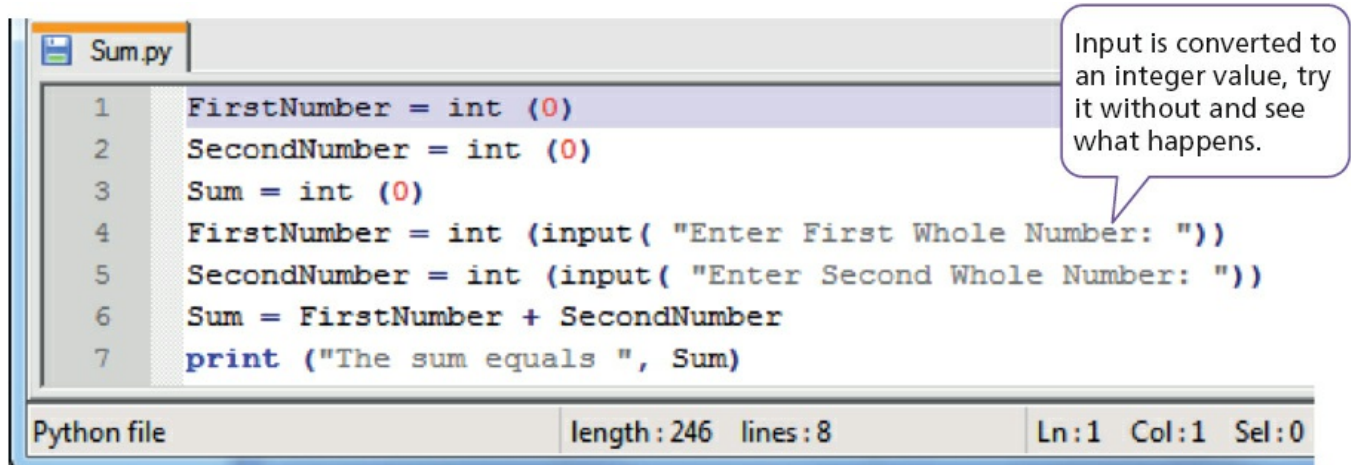 Sum.py
Input is converted to
an integer value, try
it without and see
what happens.
1 FirstNumber = int (0)
2 SecondNumber = int (0)
3 Sum = int (0)
4 FirstNumber = int (input( "Enter First Whole Number: "))
5 SecondNumber = int (input( "Enter Second Whole Number: "))
6 Sum = FirstNumber + SecondNumber
7 print ("The sum equals ", Sum)
Python file length : 246 lines : 8 Ln : 1 Col : 1 Sel : 0